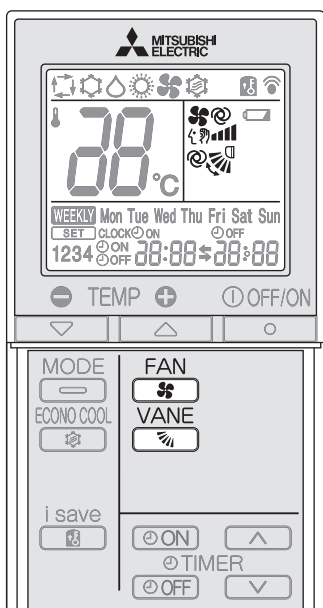 MITSUBISHI
ELECTRIC
88°C
WEEKLY Mon Tue Wed Thu Fri Sat Sun
SET CLOCK ON OFF
1234 ON OFF 88:88 88:88
TEMP OFF/ON
MODE FAN
ECONO COOL VANE
i save
ON
TIMER
OFF